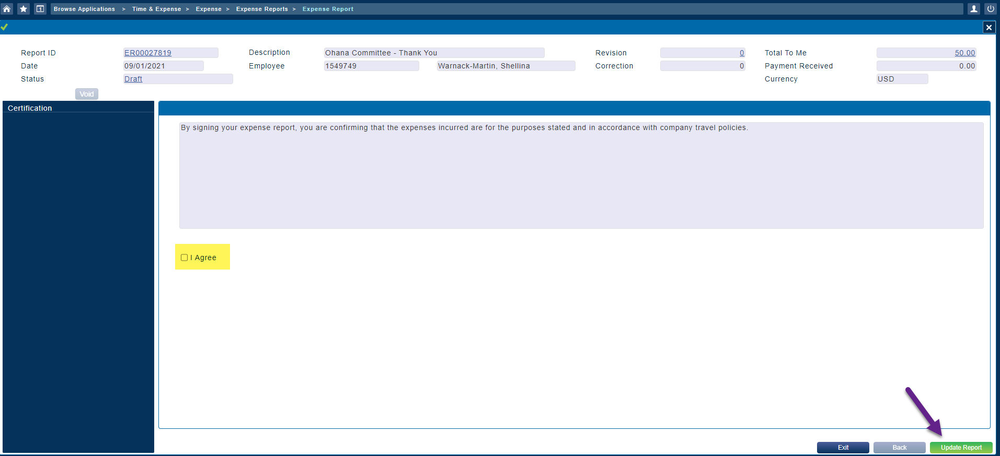 1 Browse Applications > Time & Expense > Expense > Expense Reports > Expense Report
Report ID ER00027819 Description Ohana Committee - Thank You Revision 0 Total To Me 50.00
Date 09/01/2021 Employee 1549749 Warnack-Martin, Shellina Correction 0 Payment Received 0.00
Status Draft Currency USD
Void
Certification
By signing your expense report, you are confirming that the expenses incurred are for the purposes stated and in accordance with company travel policies.
I Agree
Exit Back Update Report